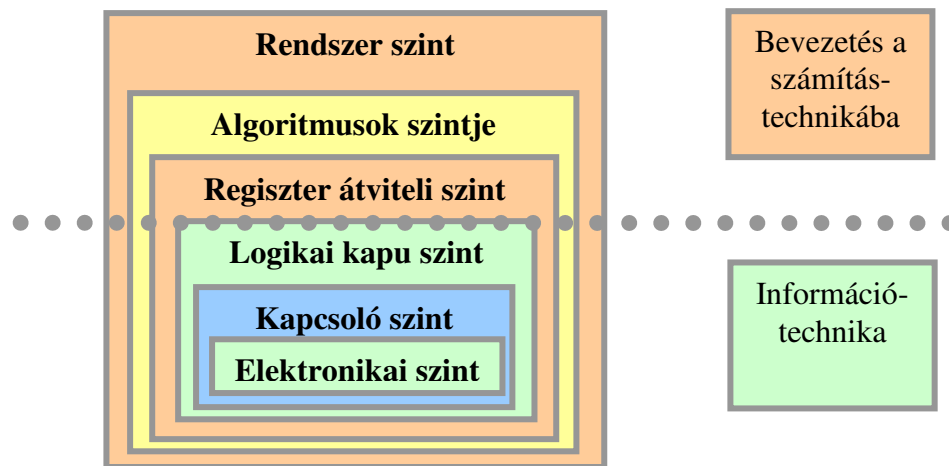 Rendszer szint
Algoritmusok szintje
Regiszter átviteli szint
Logikai kapu szint
Kapcsoló szint
Elektronikai szint
Bevezetés a
számítás-
technikába
Információ-
technika